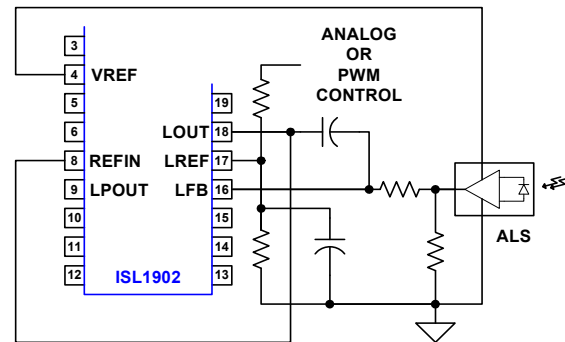 ANALOG
OR
PWM
CONTROL
3
4 VREF
5
6
8 REFIN
9 LPOUT
10
11
12
19
LOUT 18
LREF 17
LFB 16
15
14
13
ISL1902
ALS